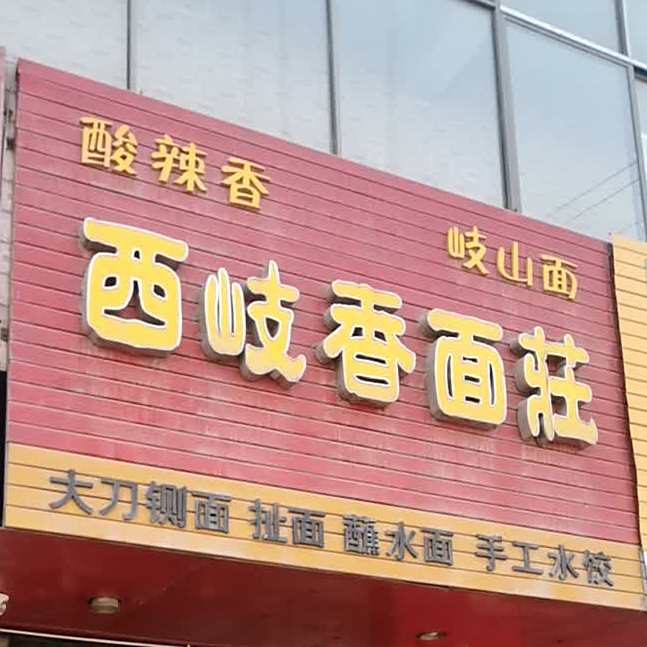 酸辣香
岐山面
西岐香面莊
大刀铡面 扯面 蘸水面 手工水饺